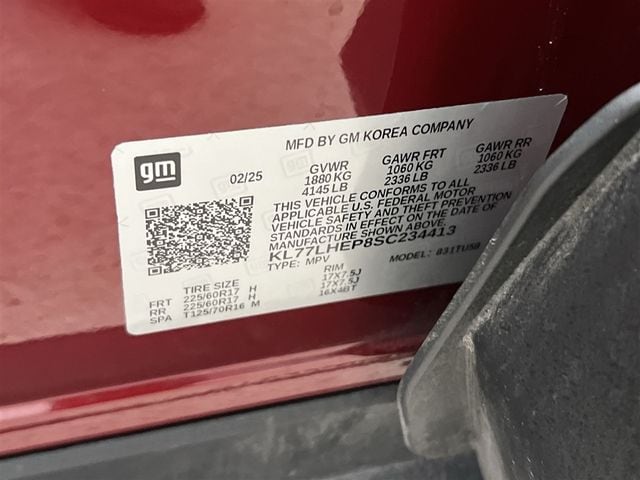 MFD BY GM KOREA COMPANY
gm
02/25
GVWR GAWR FRT GAWR RR
1880 KG 1060 KG 1060 KG
4145 LB 2336 LB 2336 LB
THIS VEHICLE CONFORMS TO ALL
APPLICABLE U.S. FEDERAL MOTOR
VEHICLE SAFETY AND THEFT PREVENTION
STANDARDS IN EFFECT ON DATE OF
MANUFACTURE SHOWN ABOVE
KL77LHEP8SC234413
TYPE: MPV MODEL: 831TU58
TIRE SIZE RIM
FRT 225/60R17 H 17X7.5J
RR 225/60R17 H 17X7.5J
SPA T125/70R16 M 16X4BT